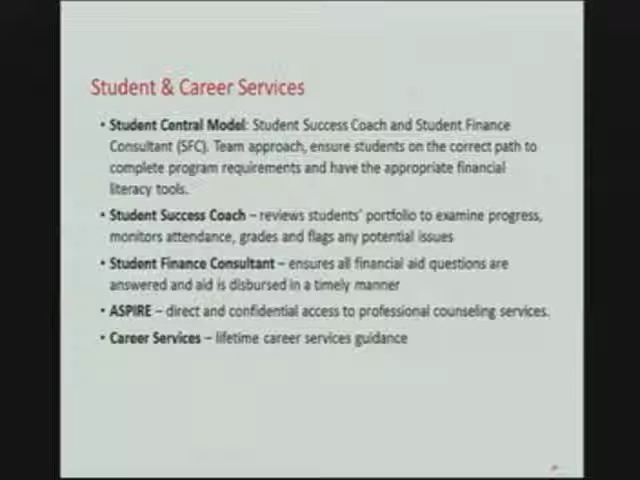 Student & Career Services
• Student Central Model: Student Success Coach and Student Finance
Consultant (SFC). Team approach, ensure students on the correct path to
complete program requirements and have the appropriate financial
literacy tools.
• Student Success Coach – reviews students' portfolio to examine progress,
monitors attendance, grades and flags any potential issues
• Student Finance Consultant – ensures all financial aid questions are
answered and aid is disbursed in a timely manner
• ASPIRE – direct and confidential access to professional counseling services.
• Career Services – lifetime career services guidance